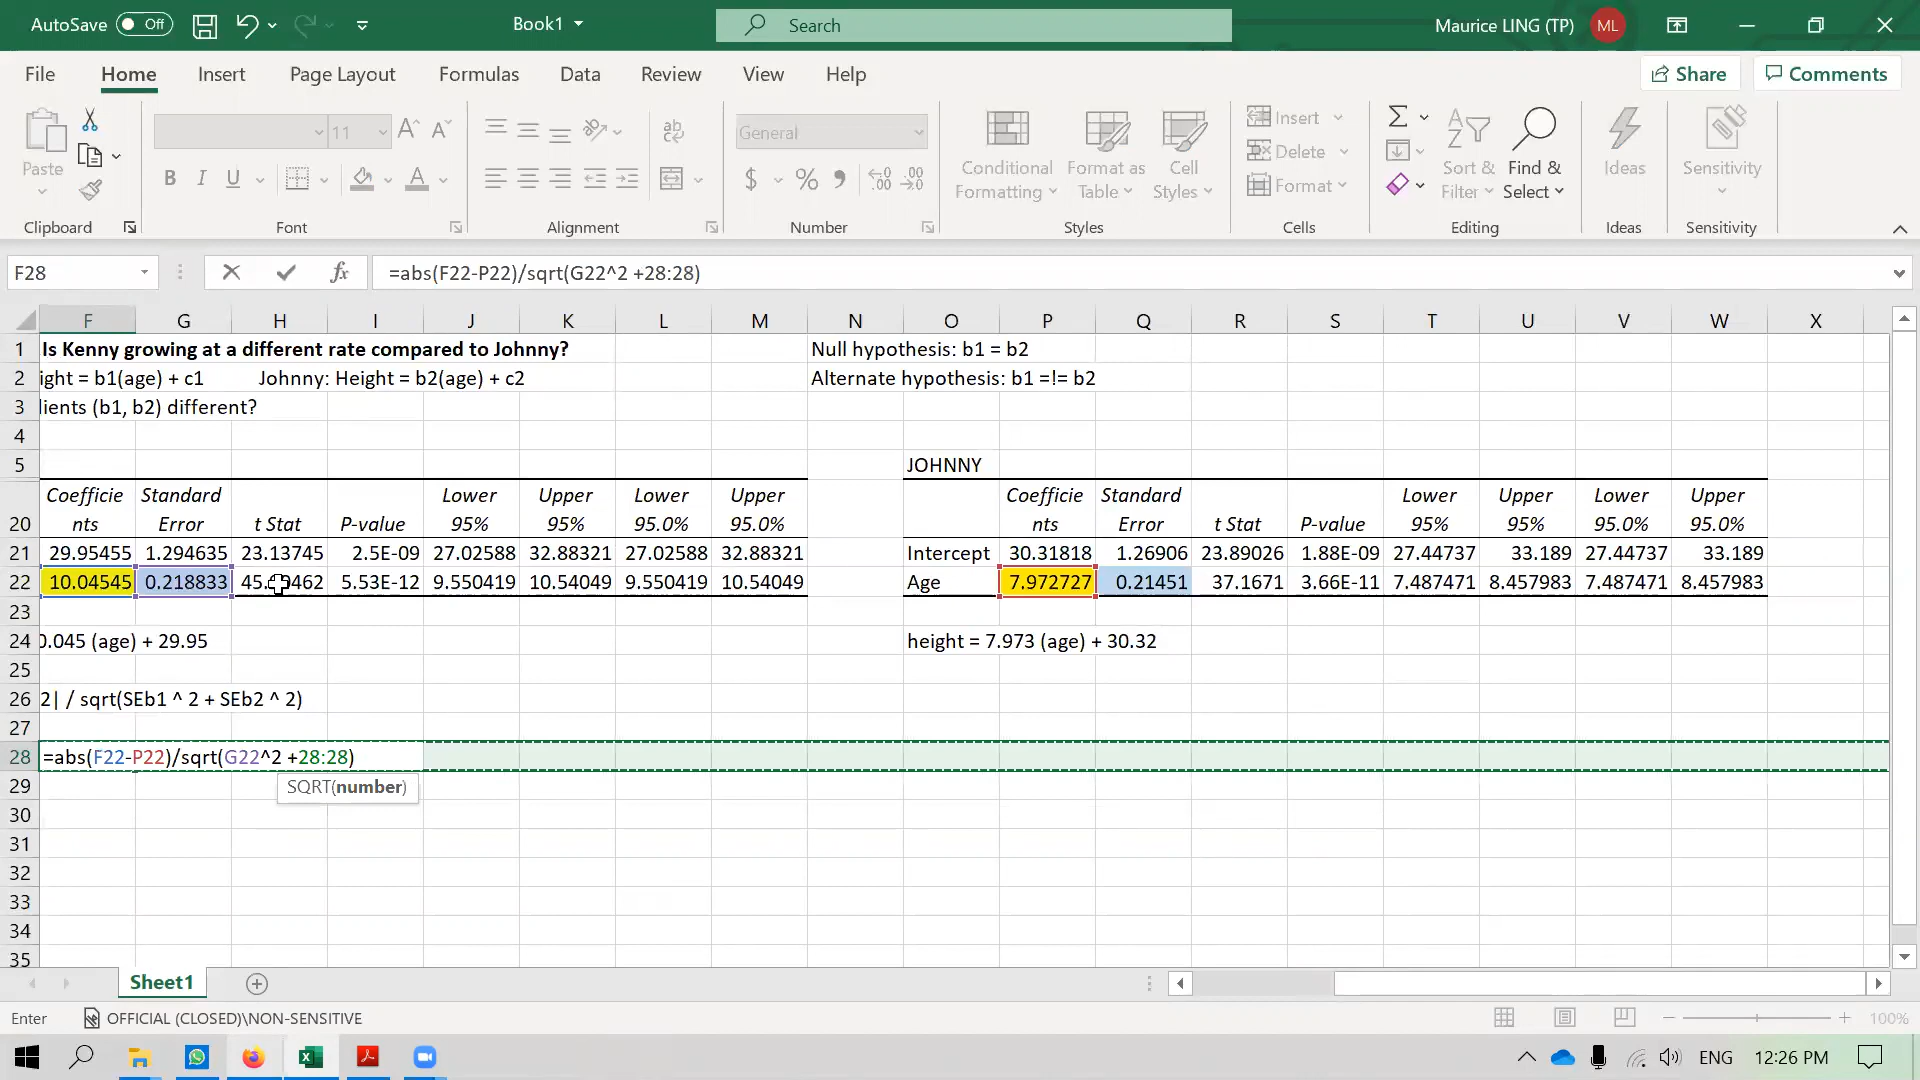 AutoSave Off
Book1
Search
Maurice LING (TP) ML
File Home Insert Page Layout Formulas Data Review View Help
Share Comments
Paste
Clipboard
11
B I U A
Font
ab
Alignment
General
$ % 9 .00
Number
Conditional Formatting
Format as Table
Cell Styles
Styles
Insert
Delete
Format
Cells
Sort & Filter
Find & Select
Editing
Ideas
Ideas
Sensitivity
Sensitivity
F28 fx =abs(F22-P22)/sqrt(G22^2 +28:28)
F G H I J K L M N O P Q R S T U V W X
1 Is Kenny growing at a different rate compared to Johnny? Null hypothesis: b1 = b2
2 ight = b1(age) + c1 Johnny: Height = b2(age) + c2 Alternate hypothesis: b1 =!= b2
3 lients (b1, b2) different?
4
5 JOHNNY
Coefficie Standard Lower Upper Lower Upper Coefficie Standard Lower Upper Lower Upper
20 nts Error t Stat P-value 95% 95% 95.0% 95.0% nts Error t Stat P-value 95% 95% 95.0% 95.0%
21 29.95455 1.294635 23.13745 2.5E-09 27.02588 32.88321 27.02588 32.88321 Intercept 30.31818 1.26906 23.89026 1.88E-09 27.44737 33.189 27.44737 33.189
22 10.04545 0.218833 5.53E-12 9.550419 10.54049 9.550419 10.54049 Age 7.972727 0.21451 37.1671 3.66E-11 7.487471 8.457983 7.487471 8.457983
23
24 0.045 (age) + 29.95 height = 7.973 (age) + 30.32
25
26 2| / sqrt(SEb1 ^ 2 + SEb2 ^ 2)
27
28 =abs(F22-P22)/sqrt(G22^2 +28:28)
29 SQRT(number)
30
31
32
33
34
35
Sheet1
Enter OFFICIAL (CLOSED)\NON-SENSITIVE 100%
ENG 12:26 PM